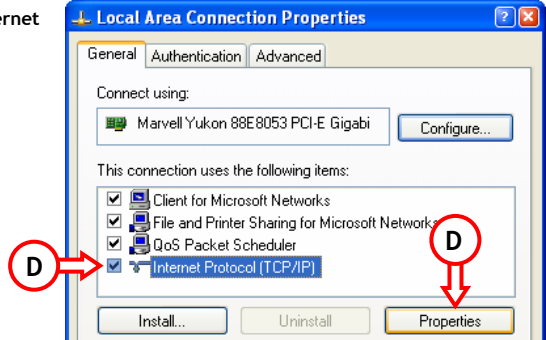 ernet
Local Area Connection Properties
General Authentication Advanced
Connect using:
Marvell Yukon 88E8053 PCI-E Gigabi
Configure...
This connection uses the following items:
Client for Microsoft Networks
File and Printer Sharing for Microsoft Networks
QoS Packet Scheduler
D
D
Internet Protocol (TCP/IP)
Install... Uninstall Properties